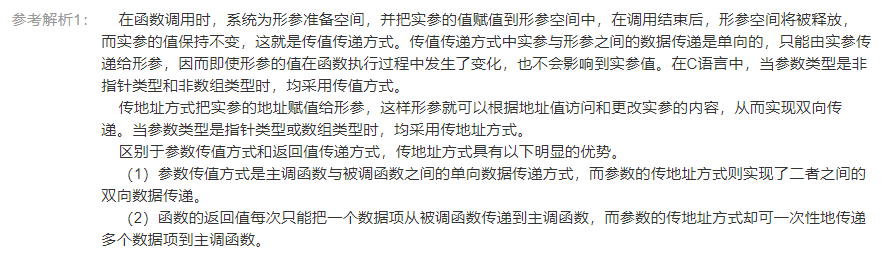 参考解析1： 在函数调用时，系统为形参准备空间，并把实参的值赋值到形参空间中，在调用结束后，形参空间将被释放，
而实参的值保持不变，这就是传值传递方式。传值传递方式中实参与形参之间的数据传递是单向的，只能由实参传
递给形参，因而即使形参的值在函数执行过程中发生了变化，也不会影响到实参值。在C语言中，当参数类型是非
指针类型和非数组类型时，均采用传值方式。
传地址方式把实参的地址赋值给形参，这样形参就可以根据地址值访问和更改实参的内容，从而实现双向传
递。当参数类型是指针类型或数组类型时，均采用传地址方式。
区别于参数传值方式和返回值传递方式，传地址方式具有以下明显的优势。
（1）参数传值方式是主调函数与被调函数之间的单向数据传递方式，而参数的传地址方式则实现了二者之间的
双向数据传递。
（2）函数的返回值每次只能把一个数据项从被调函数传递到主调函数，而参数的传地址方式却可一次性地传递
多个数据项到主调函数。